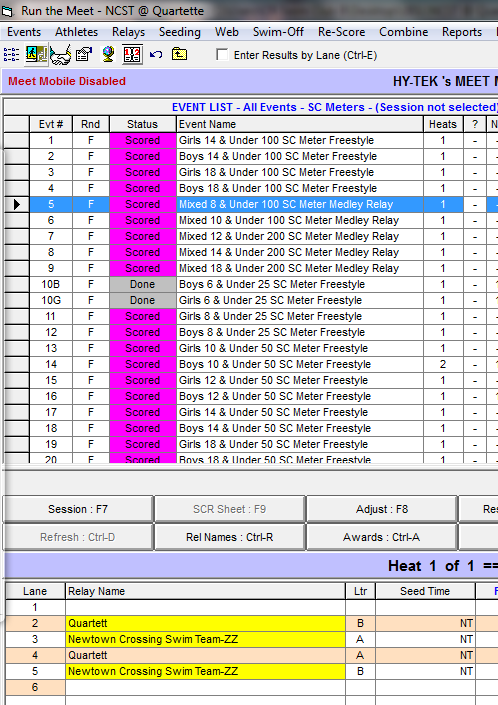 Run the Meet - NCST @ Quartette
Events Athletes Relays Seeding Web Swim-Off Re-Score Combine Reports
Enter Results by Lane (Ctrl-E)
Meet Mobile Disabled HY-TEK 's MEET
EVENT LIST - All Events - SC Meters - (Session not selected)
Evt # Rnd Status Event Name Heats ? N
1 F Scored Girls 14 & Under 100 SC Meter Freestyle 1 -
2 F Scored Boys 14 & Under 100 SC Meter Freestyle 1 -
3 F Scored Girls 18 & Under 100 SC Meter Freestyle 1 -
4 F Scored Boys 18 & Under 100 SC Meter Freestyle 1 -
5 F Scored Mixed 8 & Under 100 SC Meter Medley Relay 1 -
6 F Scored Mixed 10 & Under 100 SC Meter Medley Relay 1 -
7 F Scored Mixed 12 & Under 200 SC Meter Medley Relay 1 -
8 F Scored Mixed 14 & Under 200 SC Meter Medley Relay 1 -
9 F Scored Mixed 18 & Under 200 SC Meter Medley Relay 1 -
10B F Done Boys 6 & Under 25 SC Meter Freestyle 1 -
10G F Done Girls 6 & Under 25 SC Meter Freestyle 1 -
11 F Scored Girls 8 & Under 25 SC Meter Freestyle 1 -
12 F Scored Boys 8 & Under 25 SC Meter Freestyle 1 -
13 F Scored Girls 10 & Under 50 SC Meter Freestyle 1 -
14 F Scored Boys 10 & Under 50 SC Meter Freestyle 2 -
15 F Scored Girls 12 & Under 50 SC Meter Freestyle 1 -
16 F Scored Boys 12 & Under 50 SC Meter Freestyle 1 -
17 F Scored Girls 14 & Under 50 SC Meter Freestyle 1 -
18 F Scored Boys 14 & Under 50 SC Meter Freestyle 1 -
19 F Scored Girls 18 & Under 50 SC Meter Freestyle 1 -
20 F Scored Boys 18 & Under 50 SC Meter Freestyle 1 -
Session : F7 SCR Sheet : F9 Adjust : F8 Res
Refresh : Ctrl-D Rel Names : Ctrl-R Awards : Ctrl-A
Heat 1 of 1 ==
Lane Relay Name Ltr Seed Time
1
2 Quartett B NT
3 Newtown Crossing Swim Team-ZZ A NT
4 Quartett A NT
5 Newtown Crossing Swim Team-ZZ B NT
6